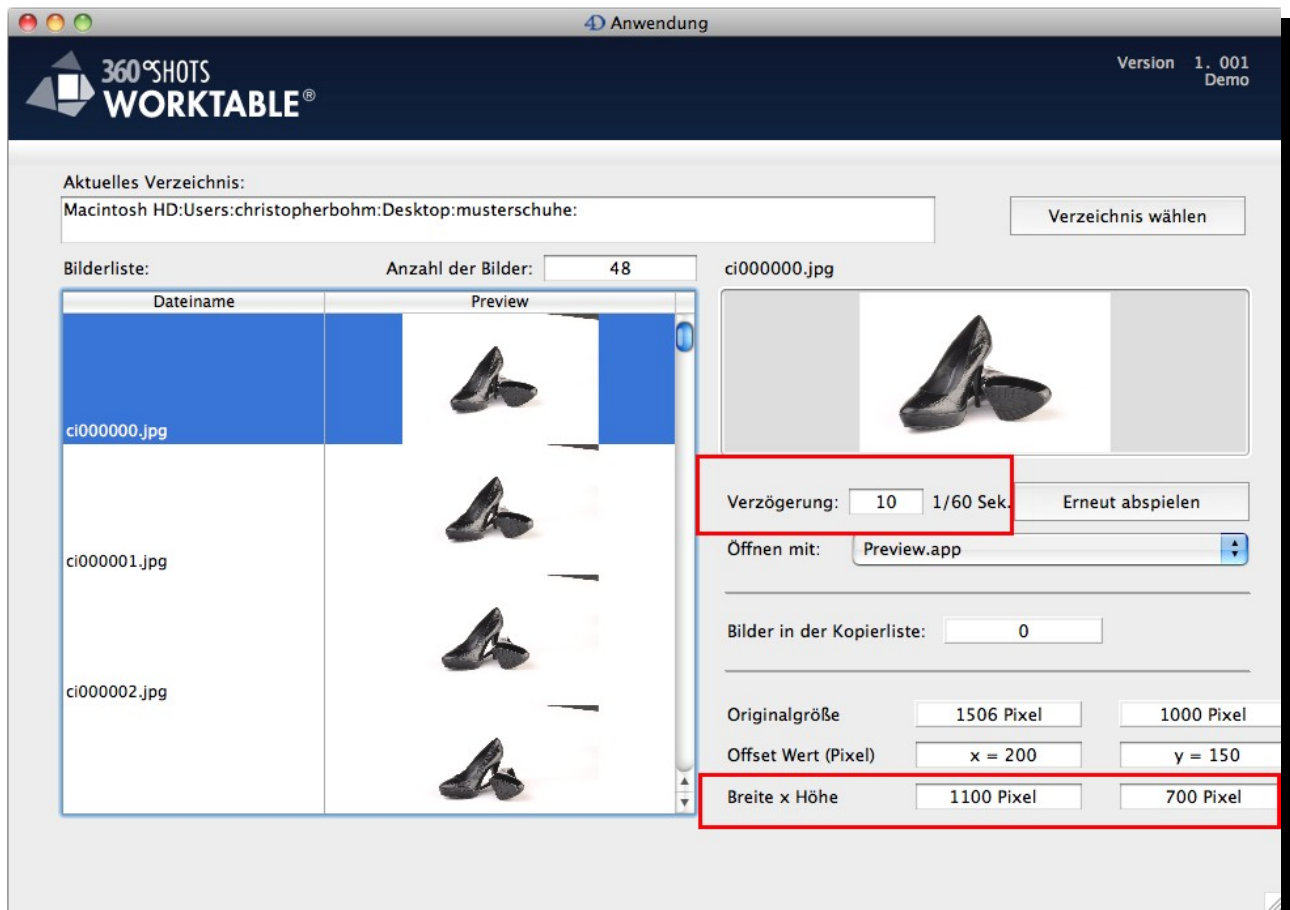 4D Anwendung
360°SHOTS
WORKTABLE®
Version 1. 001
Demo
Aktuelles Verzeichnis:
Macintosh HD:Users:christopherbohm:Desktop:musterschuhe:
Verzeichnis wählen
Bilderliste:
Anzahl der Bilder: 48
ci000000.jpg
Dateiname Preview
ci000000.jpg
ci000001.jpg
ci000002.jpg
Verzögerung: 10 1/60 Sek.
Erneut abspielen
Öffnen mit: Preview.app
Bilder in der Kopierliste: 0
Originalgröße 1506 Pixel 1000 Pixel
Offset Wert (Pixel) x = 200 y = 150
Breite x Höhe 1100 Pixel 700 Pixel